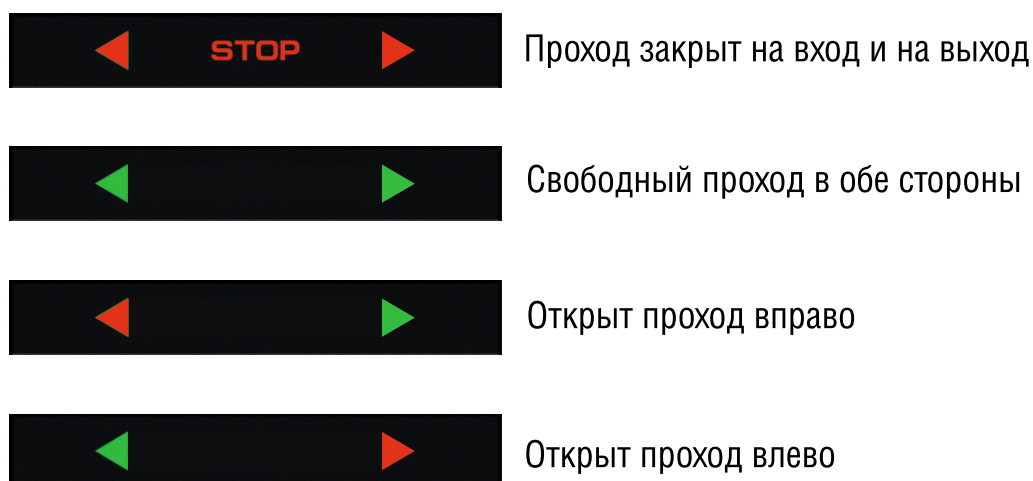 STOP Проход закрыт на вход и на выход
Свободный проход в обе стороны
Открыт проход вправо
Открыт проход влево